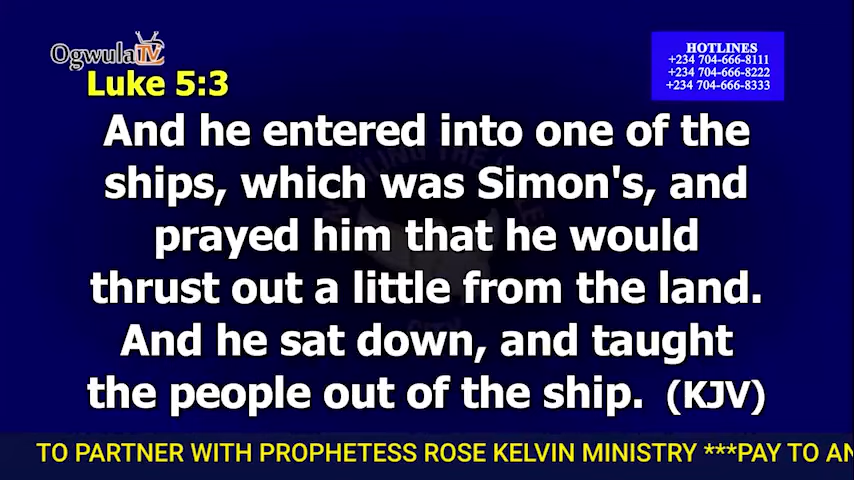 OgwulaTV
HOTLINES
+234 704-666-8111
+234 704-666-8222
+234 704-666-8333
Luke 5:3
And he entered into one of the
ships, which was Simon's, and
prayed him that he would
thrust out a little from the land.
And he sat down, and taught
the people out of the ship. (KJV)
TO PARTNER WITH PROPHETESS ROSE KELVIN MINISTRY ***PAY TO AN